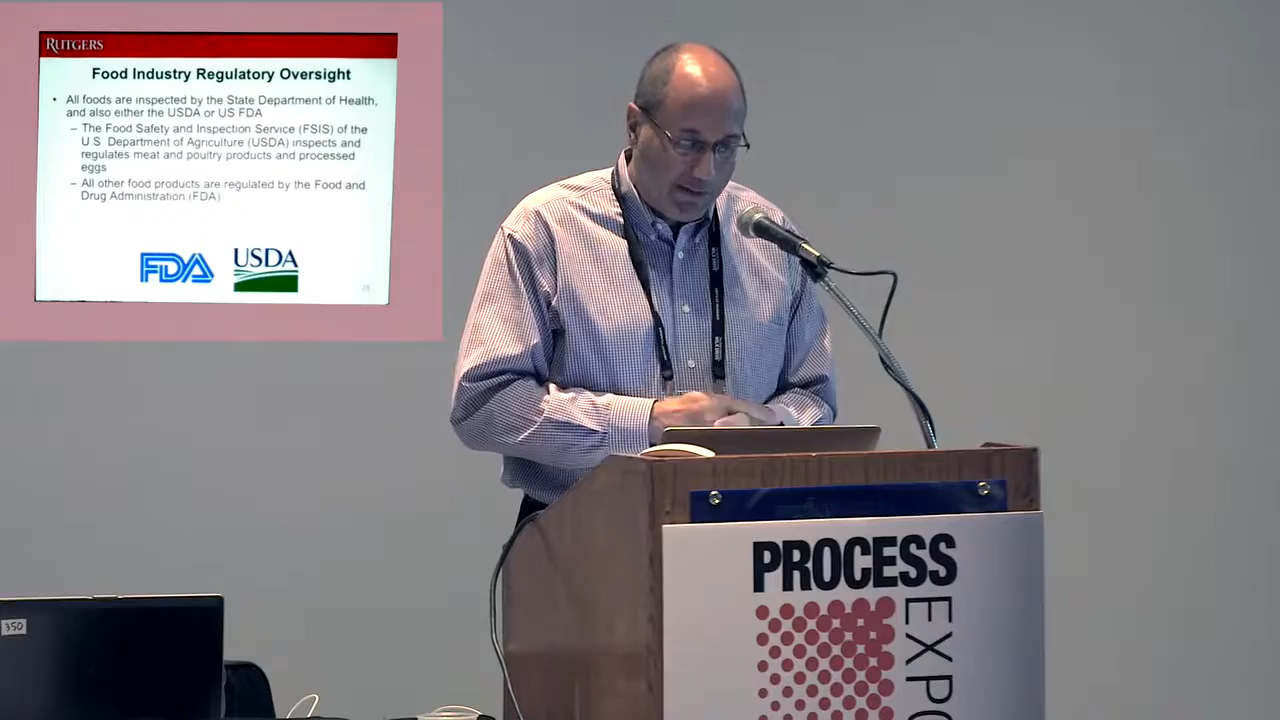 RUTGERS
Food Industry Regulatory Oversight
• All foods are inspected by the State Department of Health,
and also either the USDA or US FDA
– The Food Safety and Inspection Service (FSIS) of the
U S Department of Agriculture (USDA) inspects and
regulates meat and poultry products and processed
eggs
– All other food products are regulated by the Food and
Drug Administration (FDA)
FDA
USDA
350
PROCESS
EXPO